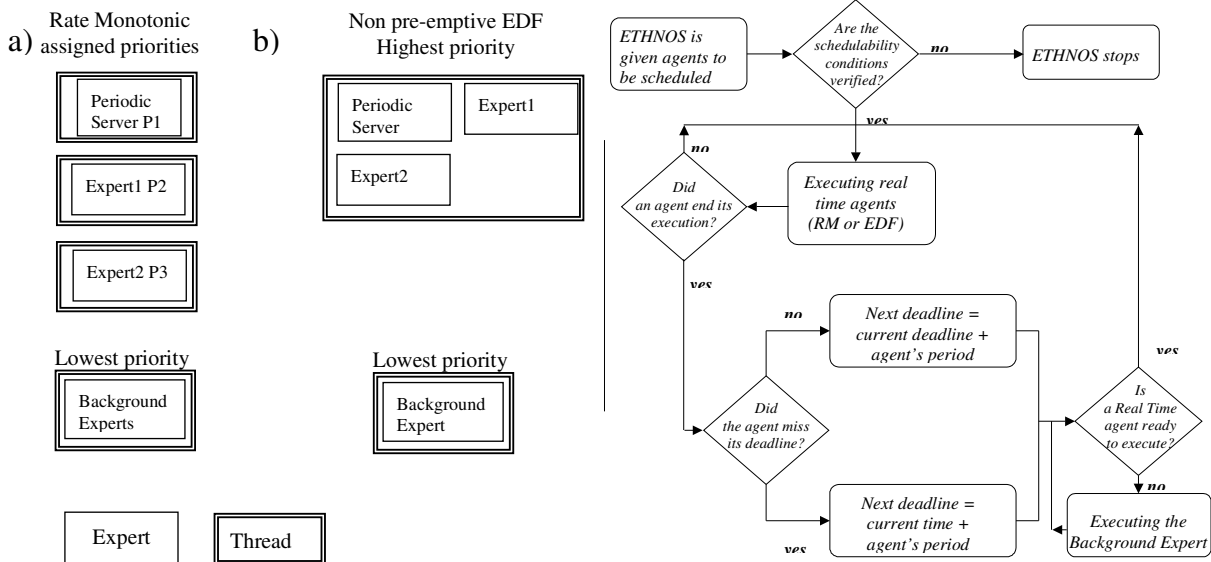 a)
Rate Monotonic
assigned priorities
Periodic
Server P1
Expert1 P2
Expert2 P3
Lowest priority
Background
Experts
Expert
Thread
b)
Non pre-emptive EDF
Highest priority
Periodic
Server
Expert1
Expert2
Lowest priority
Background
Expert
ETHNOS is
given agents to
be scheduled
Are the
schedulability
conditions
verified?
no
ETHNOS stops
yes
Executing real
time agents
(RM or EDF)
Did
an agent end its
execution?
no
yes
Did
the agent miss
its deadline?
no
Next deadline =
current deadline +
agent's period
yes
Next deadline =
current time +
agent's period
Is
a Real Time
agent ready
to execute?
yes
no
Executing the
Background Expert